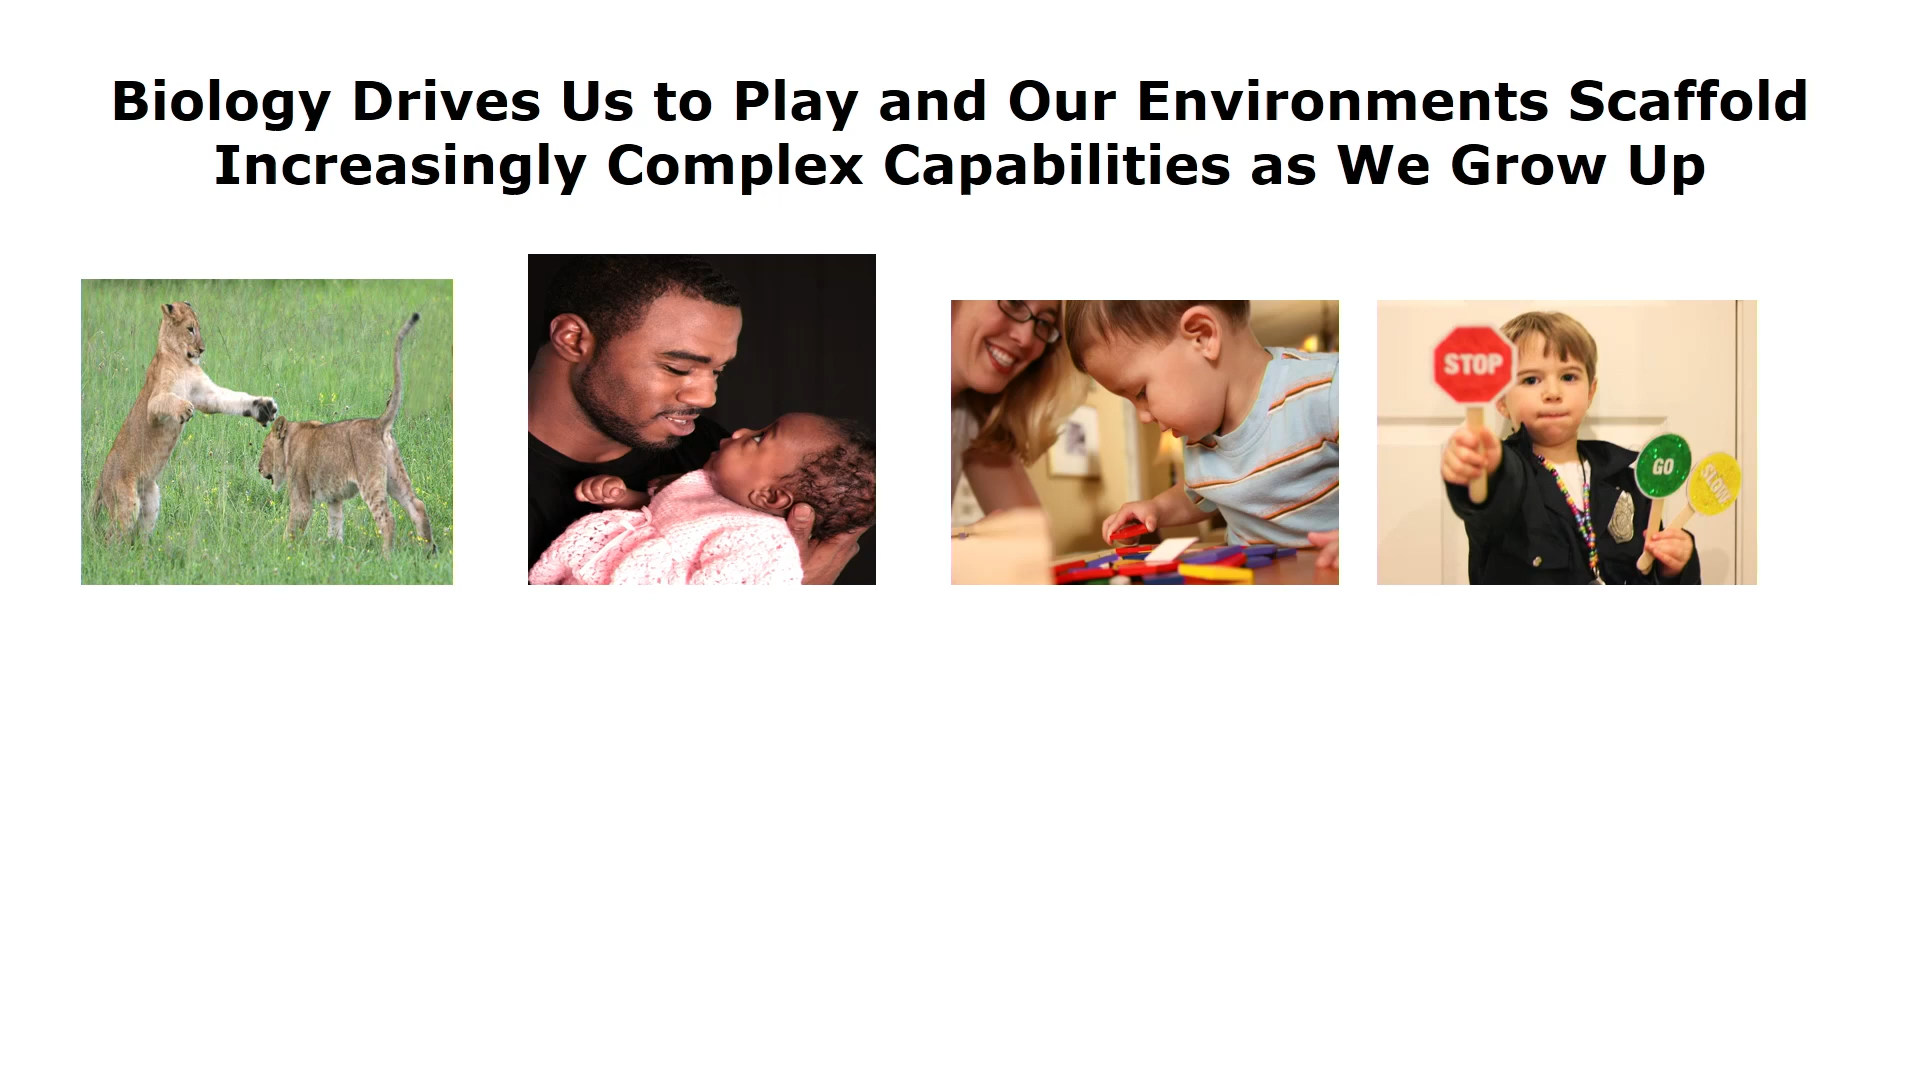 Biology Drives Us to Play and Our Environments Scaffold
Increasingly Complex Capabilities as We Grow Up
STOP
GO
SLOW